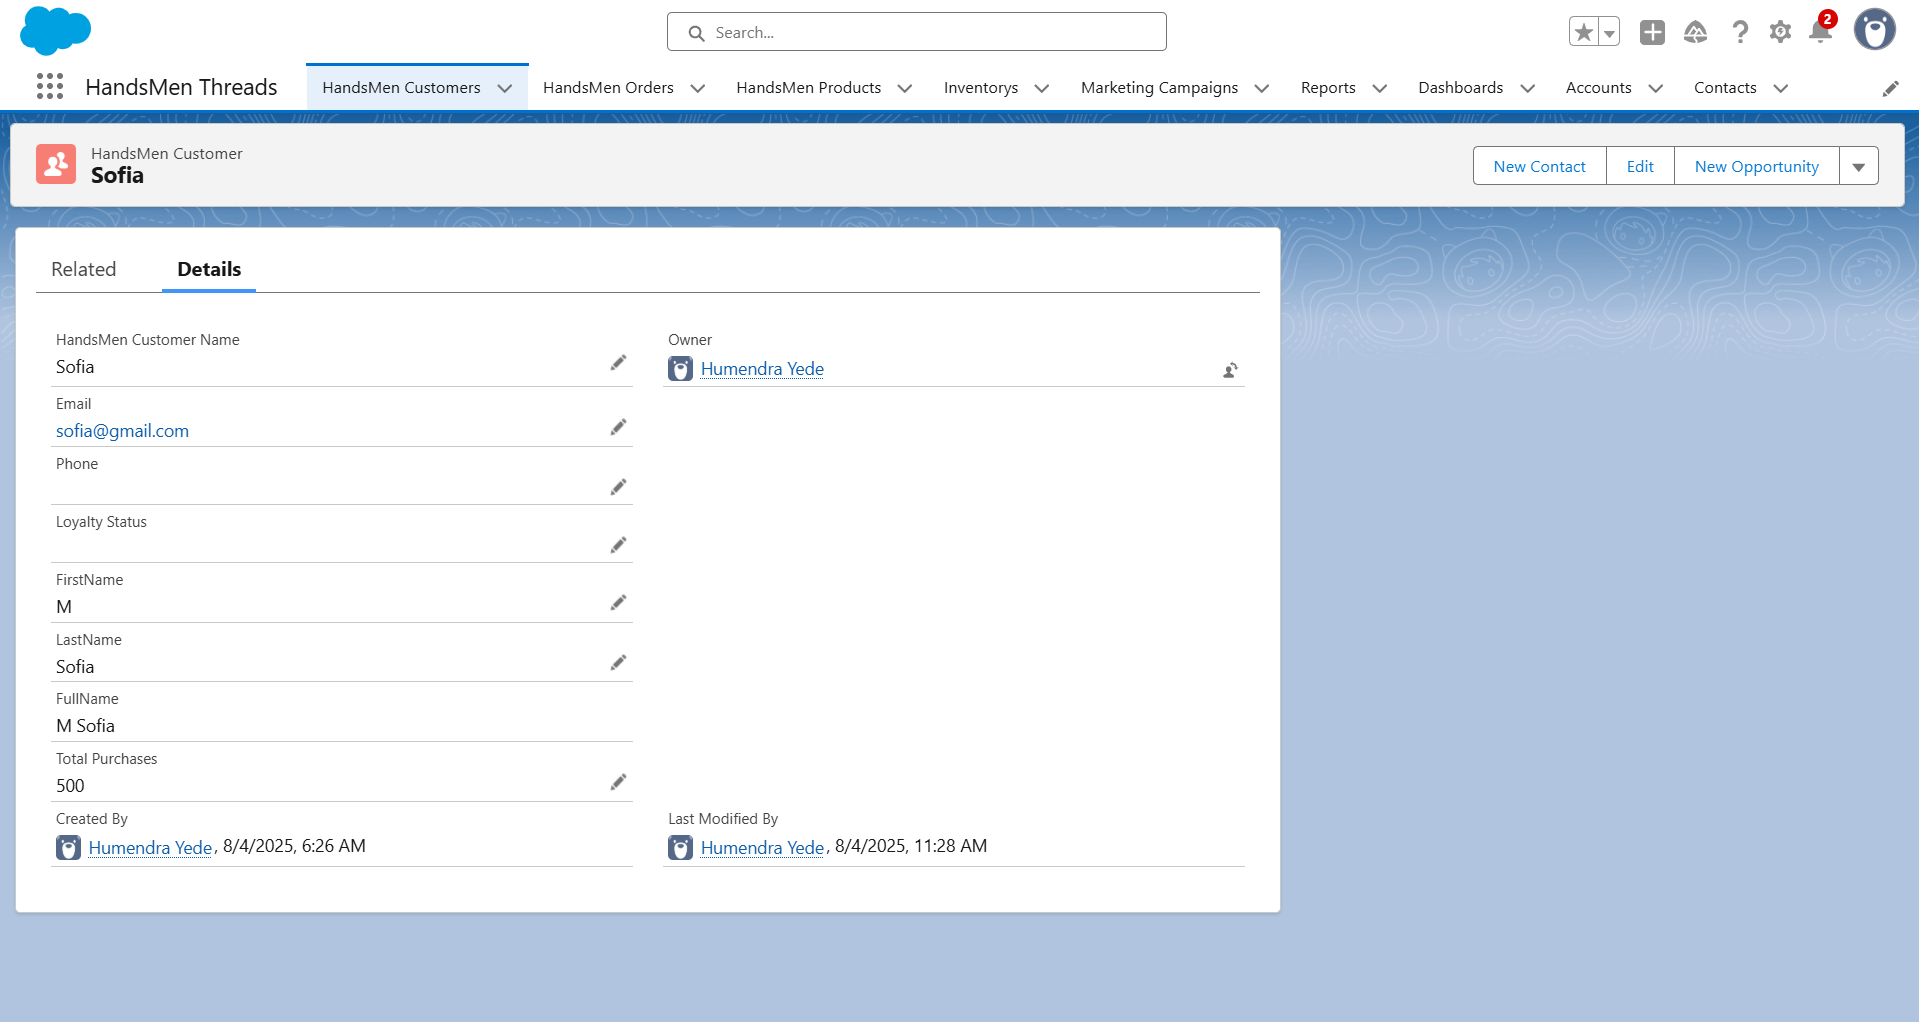 Search...
2
HandsMen Threads
HandsMen Customers
HandsMen Orders
HandsMen Products
Inventorys
Marketing Campaigns
Reports
Dashboards
Accounts
Contacts
HandsMen Customer
Sofia
New Contact
Edit
New Opportunity
Related
Details
HandsMen Customer Name
Sofia
Owner
Humendra Yede
Email
sofia@gmail.com
Phone
Loyalty Status
FirstName
M
LastName
Sofia
FullName
M Sofia
Total Purchases
500
Created By
Humendra Yede, 8/4/2025, 6:26 AM
Last Modified By
Humendra Yede, 8/4/2025, 11:28 AM